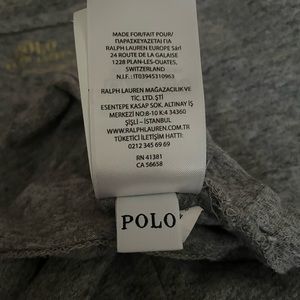 MADE FOR/FAIT POUR/
ΠΑΡΑΣΚΕΥΑΖΕΤΑΙ ΓΙΑ
RALPH LAUREN EUROPE Sàrl
24 ROUTE DE LA GALAISE
1228 PLAN-LES-OUATES,
SWITZERLAND
N.I.F. : IT03945310963
RALPH LAUREN MAĞAZACILIK VE
TİC. LTD. ŞTİ
ESENTEPE KASAP SOK. ALTINAY İŞ
MERKEZİ NO:8-10 K:4 34360
ŞİŞLİ – İSTANBUL
WWW.RALPHLAUREN.COM.TR
TÜKETİCİ İLETİŞİM HATTI:
0212 345 69 69
RN 41381
CA 56658
POLO